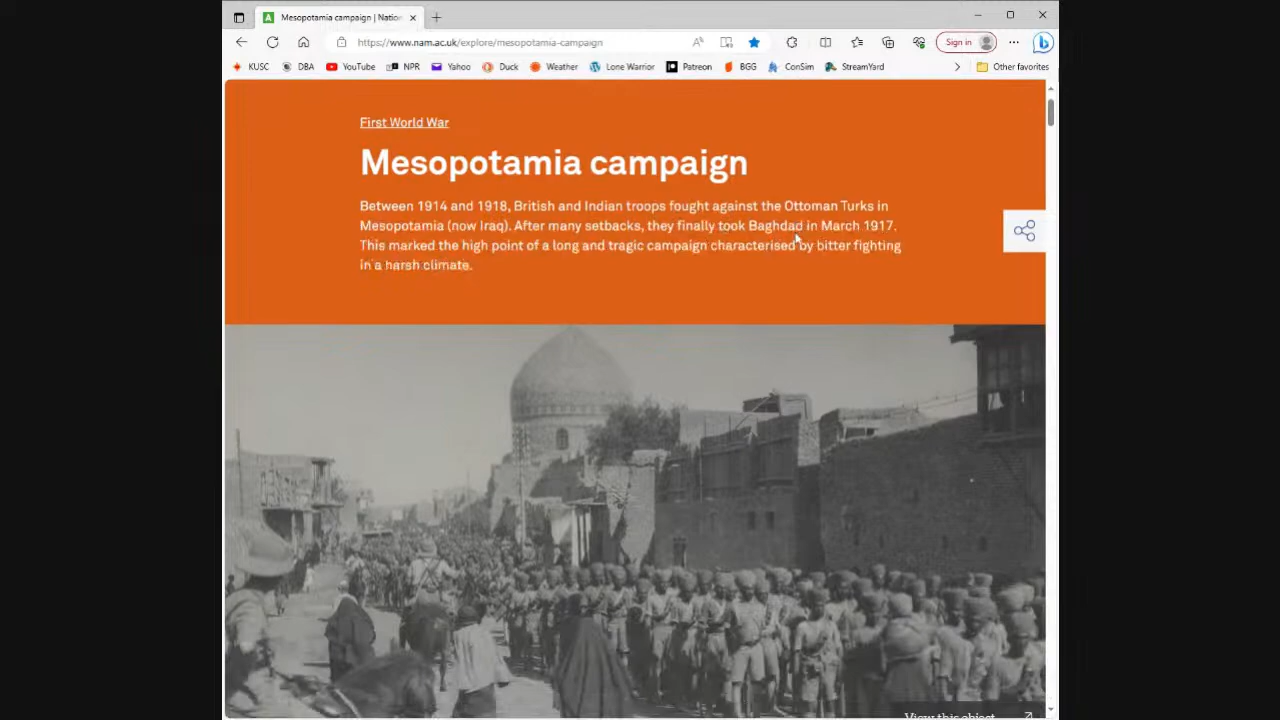 Mesopotamia campaign | Nation
https://www.nam.ac.uk/explore/mesopotamia-campaign
Sign in
KUSC DBA YouTube NPR Yahoo Duck Weather Lone Warrior Patreon BGG ConSim StreamYard Other favorites
First World War
Mesopotamia campaign
Between 1914 and 1918, British and Indian troops fought against the Ottoman Turks in
Mesopotamia (now Iraq). After many setbacks, they finally took Baghdad in March 1917.
This marked the high point of a long and tragic campaign characterised by bitter fighting
in a harsh climate.
View this object